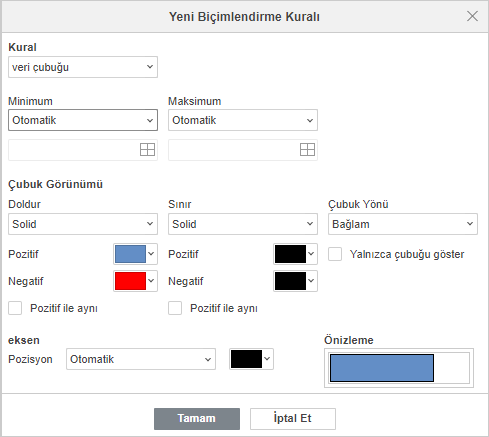 Yeni Biçimlendirme Kuralı
Kural
veri çubuğu
Minimum Maksimum
Otomatik Otomatik
Çubuk Görünümü
Doldur Sınır Çubuk Yönü
Solid Solid Bağlam
Pozitif Pozitif Yalnızca çubuğu göster
Negatif Negatif
Pozitif ile aynı Pozitif ile aynı
eksen Önizleme
Pozisyon Otomatik
Tamam İptal Et